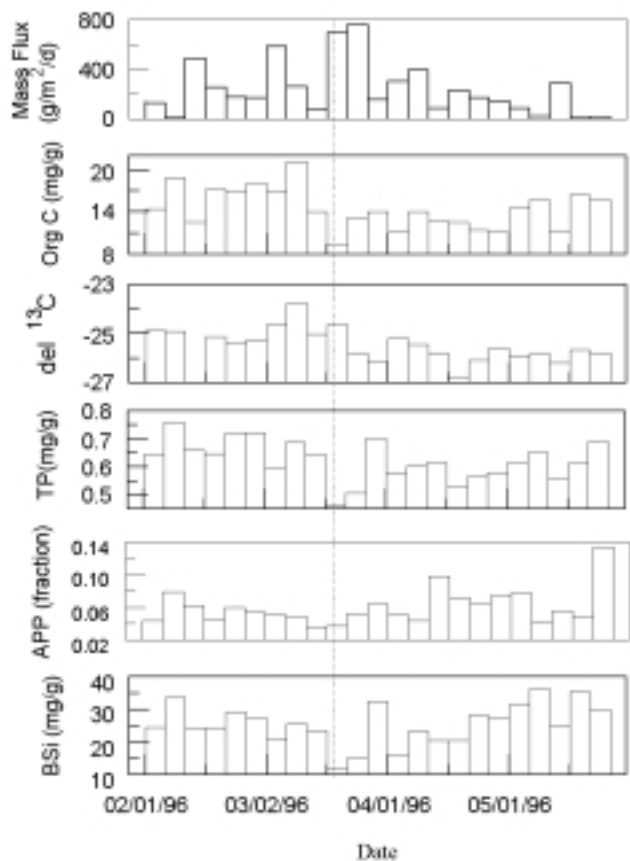 Mass Flux
(g/m²/d)
800
400
0
Org C (mg/g)
20
14
8
del ¹³C
-23
-25
-27
TP(mg/g)
0.8
0.7
0.6
0.5
APP (fraction)
0.14
0.10
0.06
0.02
BSi (mg/g)
40
30
20
10
02/01/96 03/02/96 04/01/96 05/01/96
Date